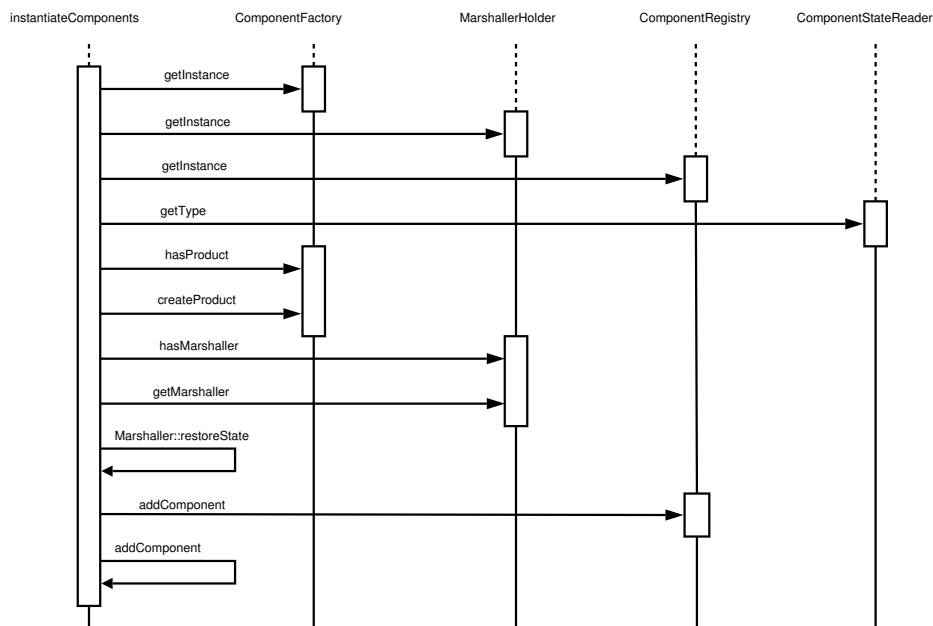 instantiateComponents ComponentFactory MarshallerHolder ComponentRegistry ComponentStateReader
getInstance
getInstance
getInstance
getType
hasProduct
createProduct
hasMarshaller
getMarshaller
Marshaller::restoreState
addComponent
addComponent